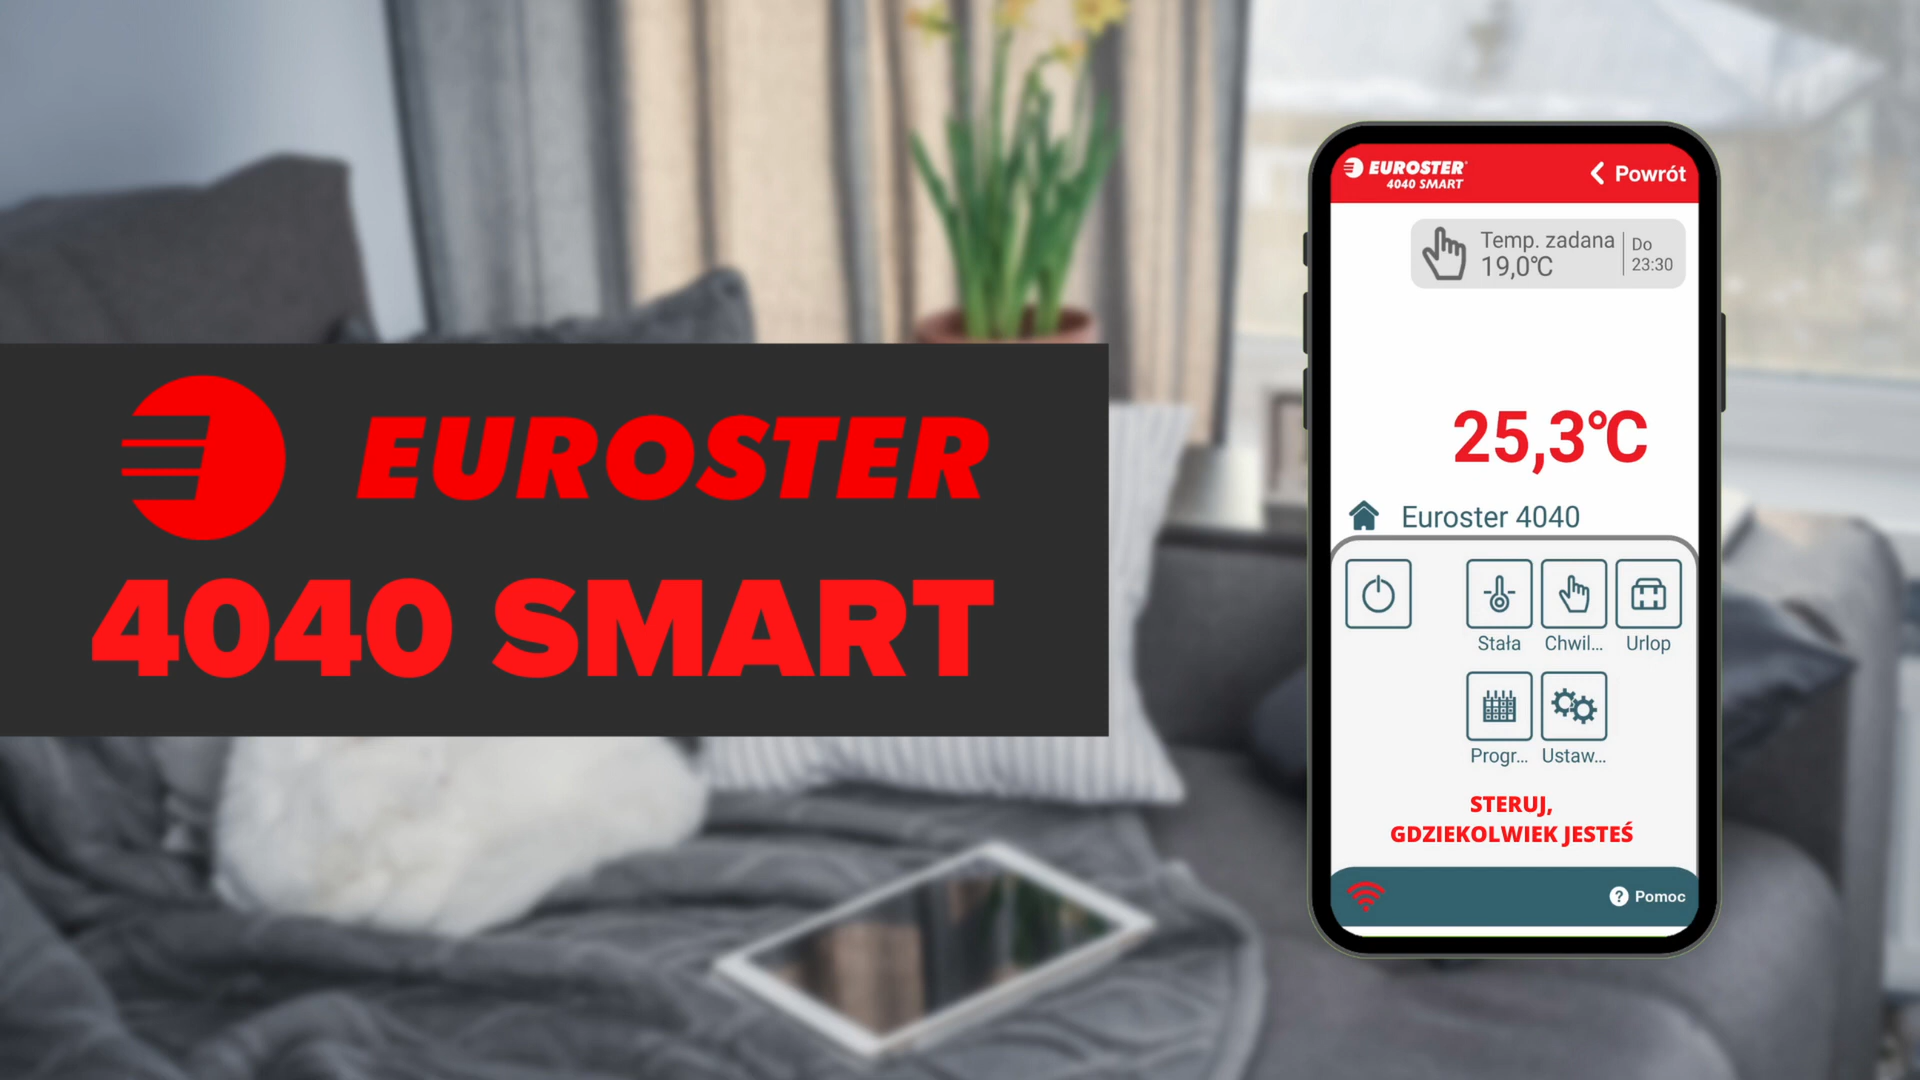 EUROSTER
4040 SMART
EUROSTER
4040 SMART
Powrót
Temp. zadana
19,0°C
Do
23:30
25,3°C
Euroster 4040
Stała
Chwil...
Urlop
Progr...
Ustaw...
STERUJ,
GDZIEKOLWIEK JESTEŚ
? Pomoc